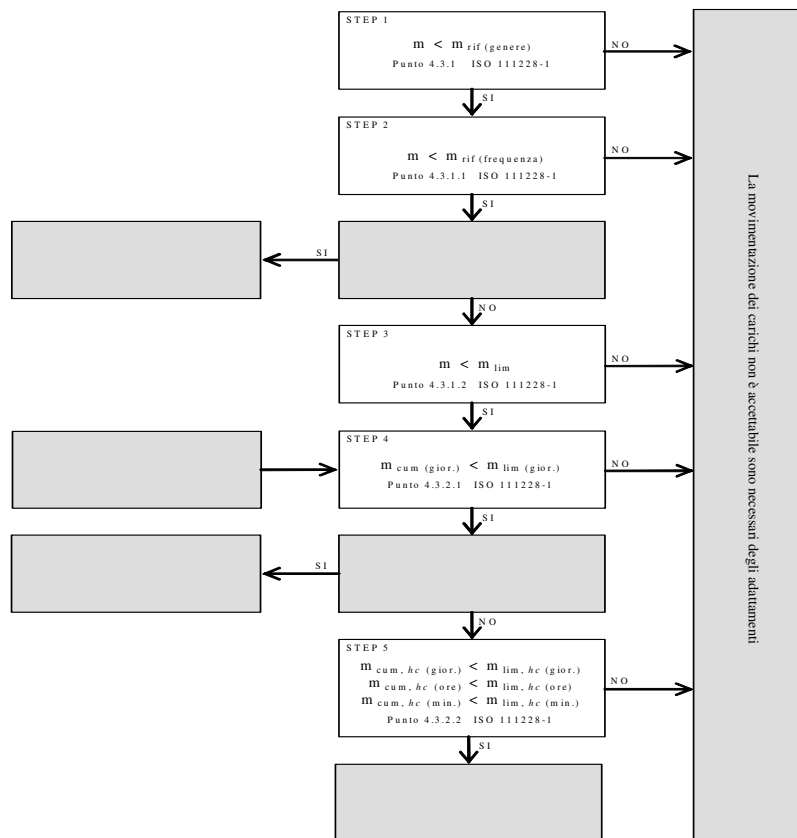 STEP 1
m < m rif (genere)
Punto 4.3.1 ISO 111228-1
NO
SI
STEP 2
m < m rif (frequenza)
Punto 4.3.1.1 ISO 111228-1
NO
SI
SI
NO
STEP 3
m < m lim
Punto 4.3.1.2 ISO 111228-1
NO
SI
STEP 4
m cum (gior.) < m lim (gior.)
Punto 4.3.2.1 ISO 111228-1
NO
SI
SI
NO
STEP 5
m cum, hc (gior.) < m lim, hc (gior.)
m cum, hc (ore) < m lim, hc (ore)
m cum, hc (min.) < m lim, hc (min.)
Punto 4.3.2.2 ISO 111228-1
NO
SI
La movimentazione dei carichi non è accettabile sono necessari degli adattamenti